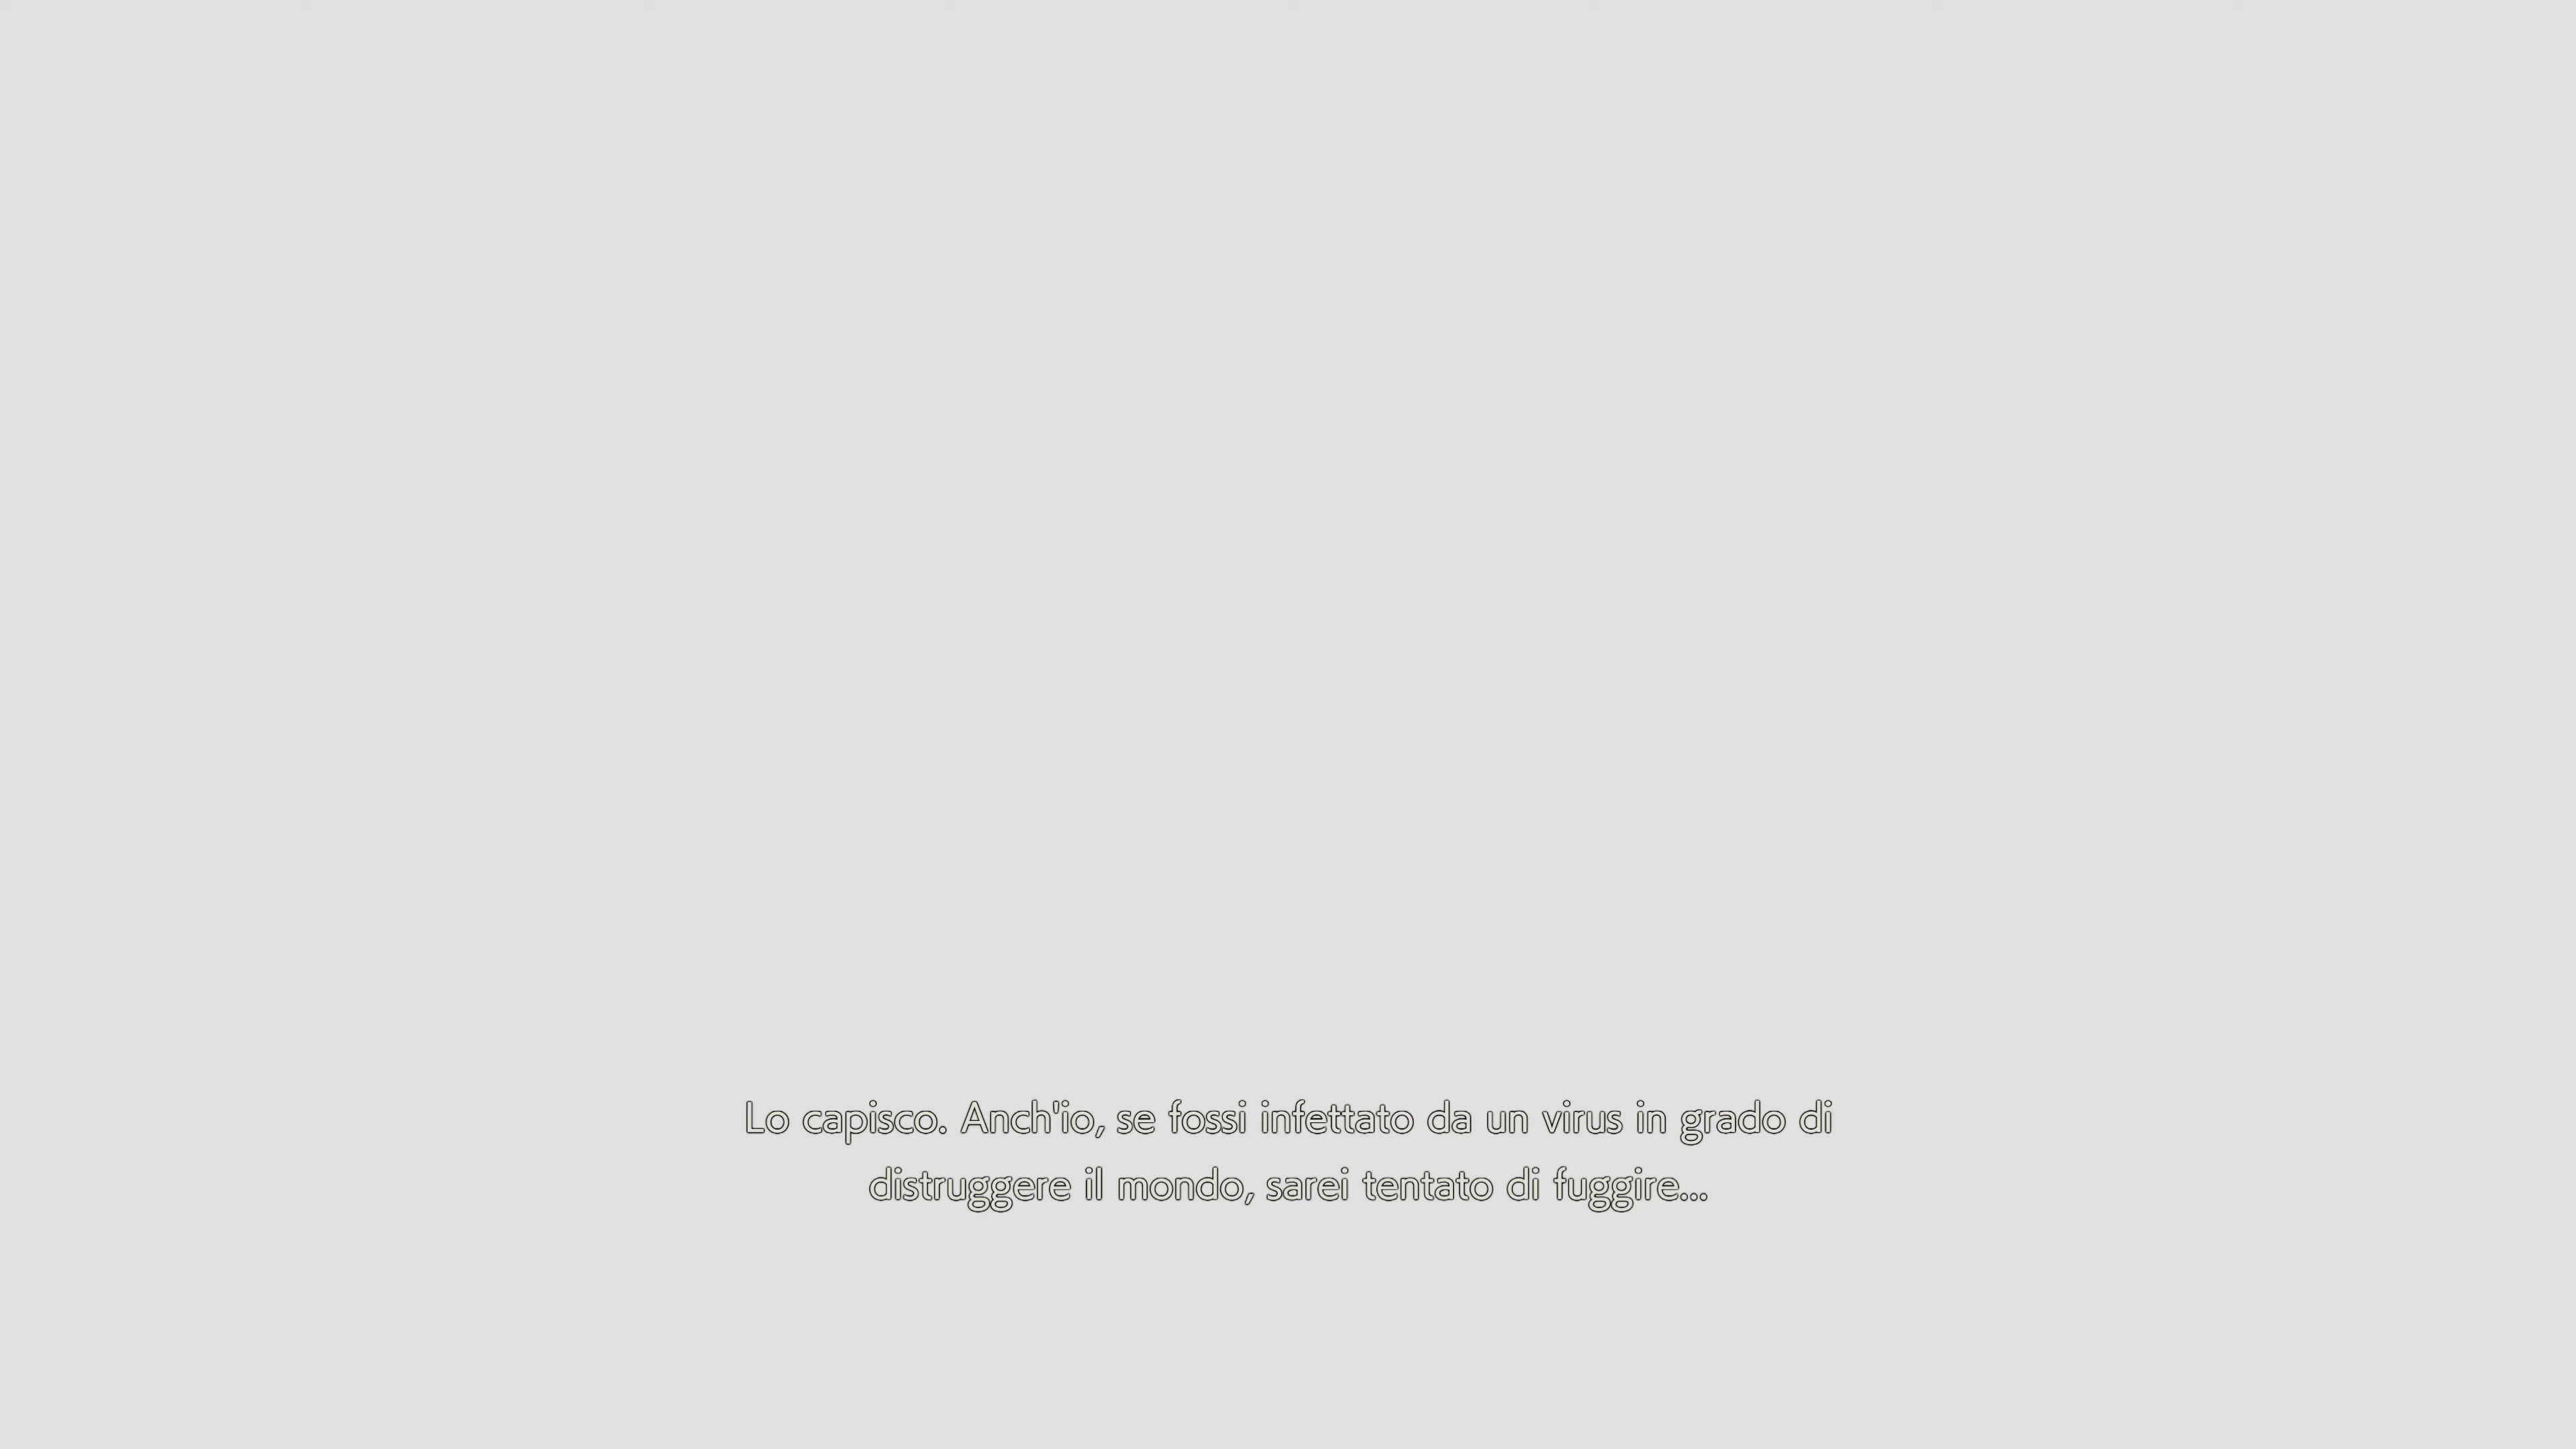 Lo capisco. Anch'io, se fossi infettato da un virus in grado di
distruggere il mondo, sarei tentato di fuggire...